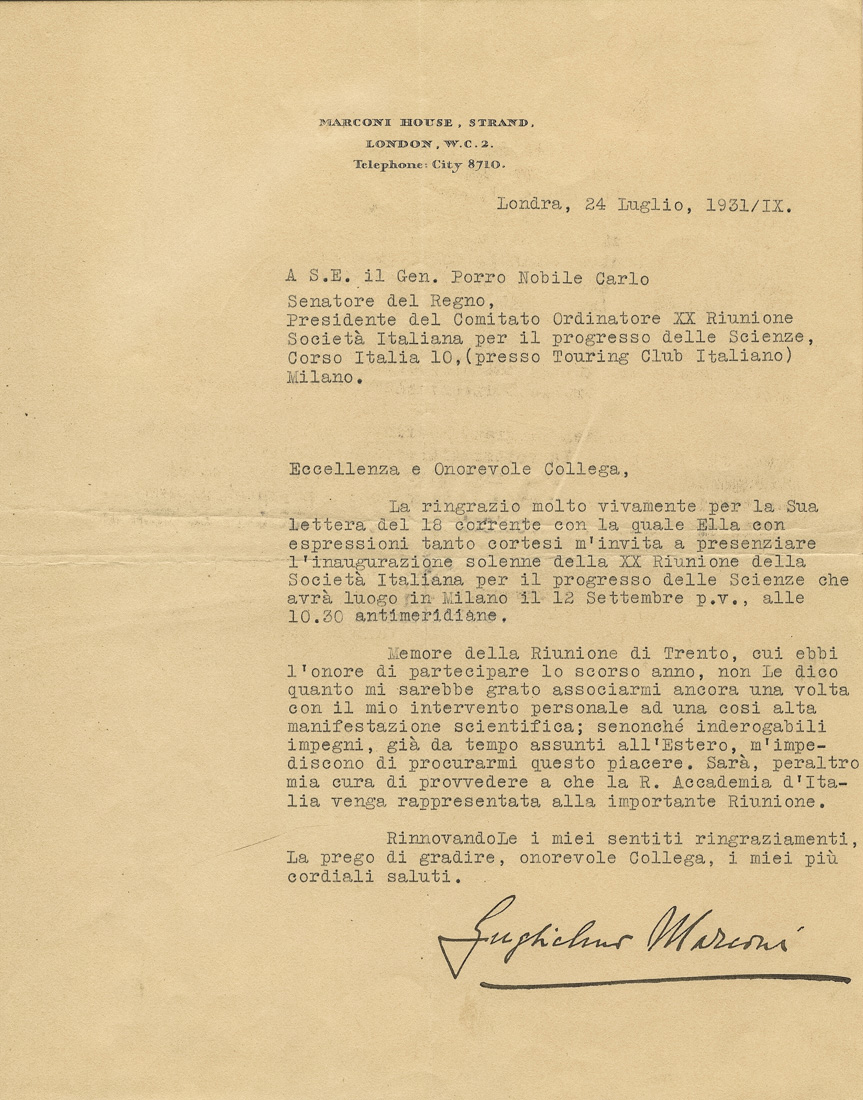 MARCONI HOUSE, STRAND,
LONDON, W.C.2.
Telephone: City 8710.
Londra, 24 Luglio, 1931/IX.
A S.E. il Gen. Porro Nobile Carlo
Senatore del Regno,
Presidente del Comitato Ordinatore XX Riunione
Società Italiana per il progresso delle Scienze,
Corso Italia 10,(presso Touring Club Italiano)
Milano.
Eccellenza e Onorevole Collega,
La ringrazio molto vivamente per la Sua
lettera del 18 corrente con la quale Ella con
espressioni tanto cortesi m'invita a presenziare
l'inaugurazione solenne della XX Riunione della
Società Italiana per il progresso delle Scienze che
avrà luogo in Milano il 12 Settembre p.v., alle
10.30 antimeridiane.
Memore della Riunione di Trento, cui ebbi
l'onore di partecipare lo scorso anno, non Le dico
quanto mi sarebbe grato associarmi ancora una volta
con il mio intervento personale ad una cosi alta
manifestazione scientifica; senonché inderogabili
impegni, già da tempo assunti all'Estero, m'impe-
discono di procurarmi questo piacere. Sarà, peraltro
mia cura di provvedere a che la R. Accademia d'Ita-
lia venga rappresentata alla importante Riunione.
RinnovandoLe i miei sentiti ringraziamenti,
La prego di gradire, onorevole Collega, i miei più
cordiali saluti.
Guglielmo Marconi